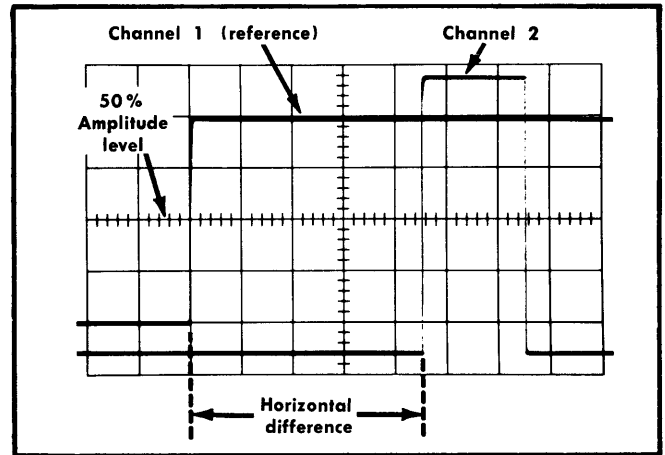 Channel 1 (reference)
Channel 2
50%
Amplitude
level
Horizontal
difference